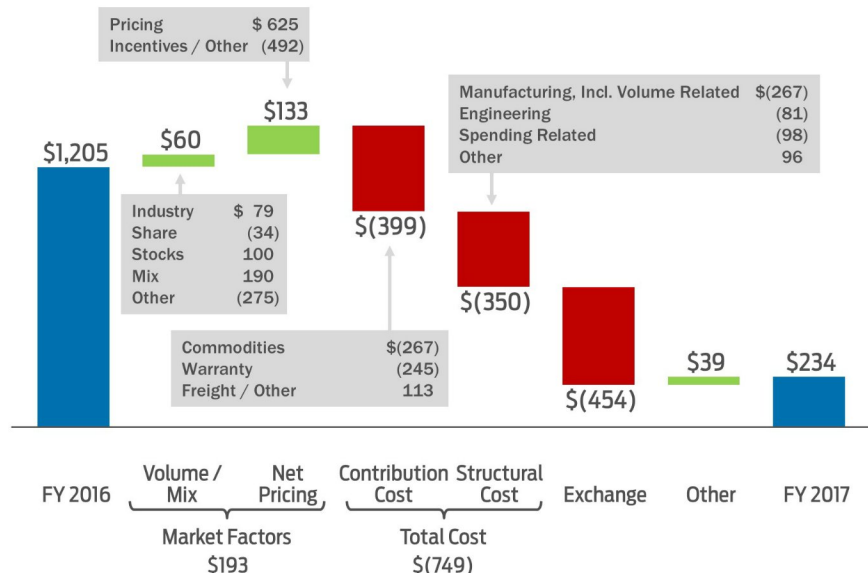 Pricing $ 625
Incentives / Other (492)
Manufacturing, Incl. Volume Related $(267)
Engineering (81)
Spending Related (98)
Other 96
$1,205
$60
$133
$(399)
$(350)
$(454)
$39
$234
Industry $ 79
Share (34)
Stocks 100
Mix 190
Other (275)
Commodities $(267)
Warranty (245)
Freight / Other 113
FY 2016
Volume /
Mix
Net
Pricing
Contribution
Cost
Structural
Cost
Exchange
Other
FY 2017
Market Factors
$193
Total Cost
$(749)